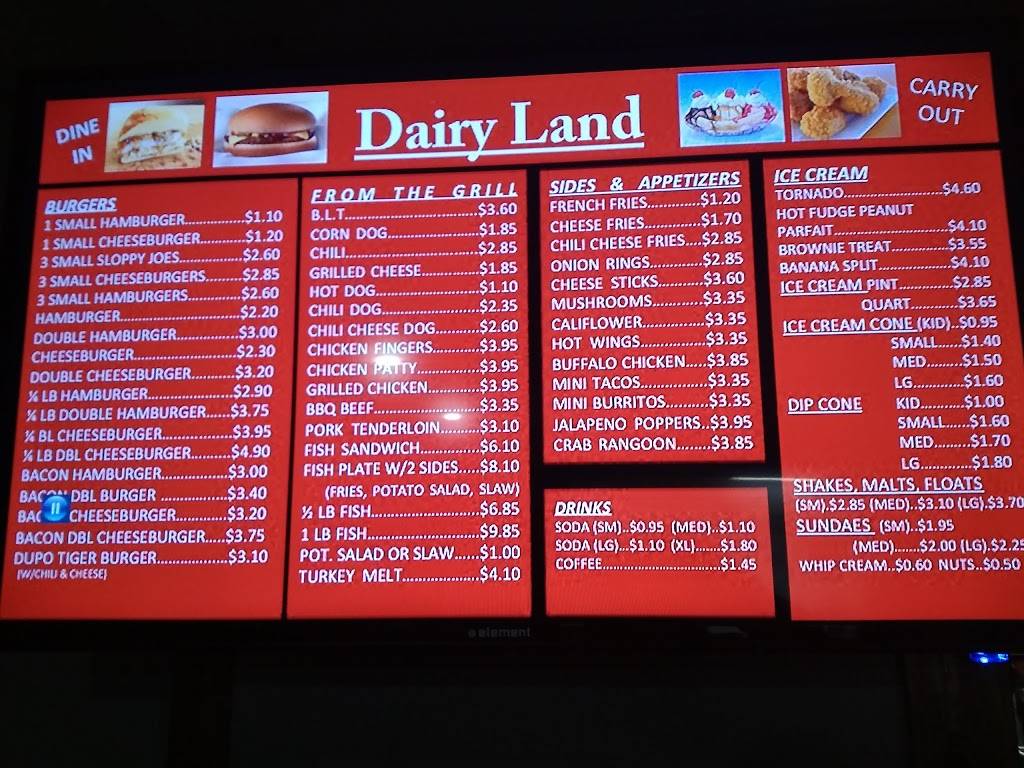 DINE
IN
Dairy Land
CARRY
OUT
BURGERS
1 SMALL HAMBURGER...............$1.10
1 SMALL CHEESEBURGER..........$1.20
3 SMALL SLOPPY JOES...............$2.60
3 SMALL CHEESEBURGERS........$2.85
3 SMALL HAMBURGERS.............$2.60
HAMBURGER............................$2.20
DOUBLE HAMBURGER..............$3.00
CHEESEBURGER.........................$2.30
DOUBLE CHEESEBURGER..........$3.20
¼ LB HAMBURGER...................$2.90
¼ LB DOUBLE HAMBURGER.....$3.75
¼ BL CHEESEBURGER...............$3.95
¼ LB DBL CHEESEBURGER........$4.90
BACON HAMBURGER...............$3.00
BACON DBL BURGER ...............$3.40
CHEESEBURGER............$3.20
BACON DBL CHEESEBURGER.....$3.75
DUPO TIGER BURGER................$3.10
(W/CHILI & CHEESE)
FROM THE GRILL
B.L.T.................................$3.60
CORN DOG......................$1.85
CHILI................................$2.85
GRILLED CHEESE..............$1.85
HOT DOG.........................$1.10
CHILI DOG........................$2.35
CHILI CHEESE DOG..........$2.60
CHICKEN FINGERS...........$3.95
CHICKEN PATTY...............$3.95
GRILLED CHICKEN.............$3.95
BBQ BEEF..........................$3.35
PORK TENDERLOIN..........$3.10
FISH SANDWICH...............$6.10
FISH PLATE W/2 SIDES.....$8.10
(FRIES, POTATO SALAD, SLAW)
½ LB FISH..........................$6.85
1 LB FISH...........................$9.85
POT. SALAD OR SLAW......$1.00
TURKEY MELT...................$4.10
SIDES & APPETIZERS
FRENCH FRIES.............$1.20
CHEESE FRIES..............$1.70
CHILI CHEESE FRIES....$2.85
ONION RINGS.............$2.85
CHEESE STICKS...........$3.60
MUSHROOMS.............$3.35
CALIFLOWER...............$3.35
HOT WINGS................$3.35
BUFFALO CHICKEN.....$3.85
MINI TACOS................$3.35
MINI BURRITOS...........$3.35
JALAPENO POPPERS..$3.95
CRAB RANGOON.........$3.85
DRINKS
SODA (SM)..$0.95 (MED)..$1.10
SODA (LG)...$1.10 (XL).......$1.80
COFFEE.................................$1.45
ICE CREAM
TORNADO.........................$4.60
HOT FUDGE PEANUT
PARFAIT.............................$4.10
BROWNIE TREAT..............$3.55
BANANA SPLIT..................$4.10
ICE CREAM PINT..............$2.85
QUART............$3.65
ICE CREAM CONE (KID)..$0.95
SMALL......$1.40
MED.........$1.50
LG.............$1.60
DIP CONE KID...........$1.00
SMALL......$1.60
MED.........$1.70
LG.............$1.80
SHAKES, MALTS, FLOATS
(SM).$2.85 (MED)..$3.10 (LG).$3.70
SUNDAES (SM)..$1.95
(MED).......$2.00 (LG).$2.25
WHIP CREAM..$0.60 NUTS..$0.50
element